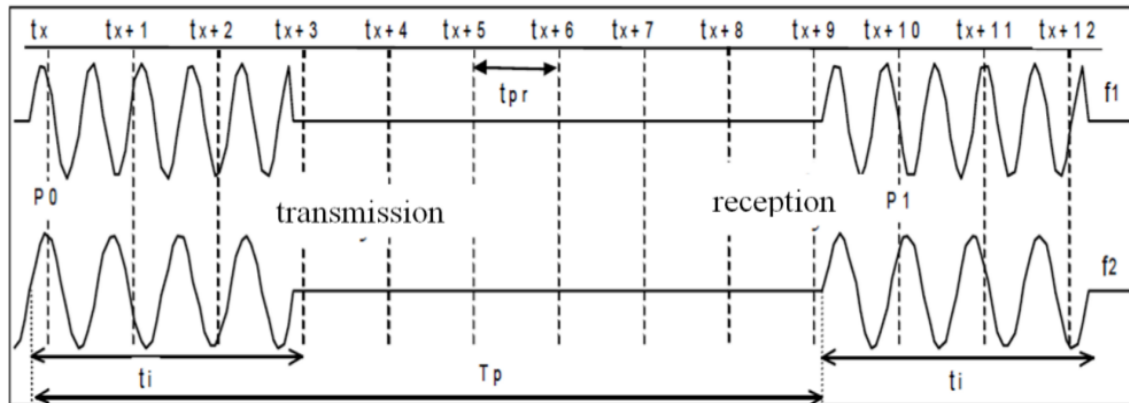 tx tx+1 tx+2 tx+3 tx+4 tx+5 tx+6 tx+7 tx+8 tx+9 tx+10 tx+11 tx+12
tpr
f1
P0
transmission
reception
P1
f2
ti
Tp
ti